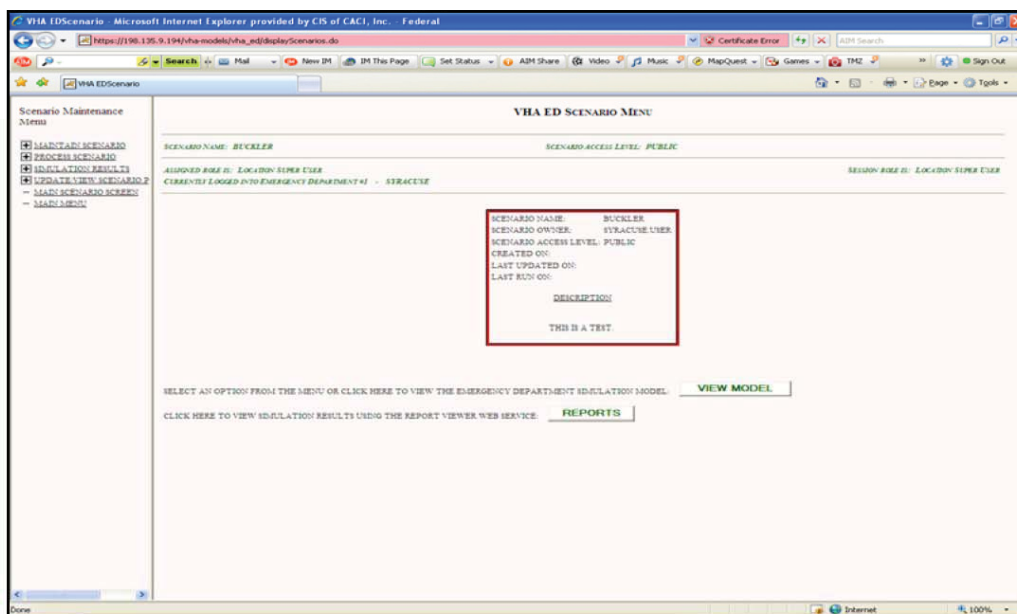 VHA EDScenario - Microsoft Internet Explorer provided by CIS of CACI, Inc. - Federal
https://198.135.9.194/vha-models/vha_ed/displayScenarios.do
Certificate Error
AIM Search
Search
Mail
New IM
IM This Page
Set Status
AIM Share
Video
Music
MapQuest
Games
TMZ
Sign Out
VHA EDScenario
Page
Tools
Scenario Maintenance
Menu
MAINTAIN SCENARIO
PROCESS SCENARIO
SIMULATION RESULTS
UPDATE VIEW SCENARIO P
MAIN SCENARIO SCREEN
MAIN MENU
VHA ED SCENARIO MENU
SCENARIO NAME: BUCKLER
SCENARIO ACCESS LEVEL: PUBLIC
ASSIGNED ROLE IS: LOCATION SUPER USER
SESSION ROLE IS: LOCATION SUPER USER
CURRENTLY LOGGED INTO EMERGENCY DEPARTMENT #1 - SYRACUSE
SCENARIO NAME: BUCKLER
SCENARIO OWNER: SYRACUSE.USER
SCENARIO ACCESS LEVEL: PUBLIC
CREATED ON:
LAST UPDATED ON:
LAST RUN ON:
DESCRIPTION
THIS IS A TEST.
SELECT AN OPTION FROM THE MENU OR CLICK HERE TO VIEW THE EMERGENCY DEPARTMENT SIMULATION MODEL: VIEW MODEL
CLICK HERE TO VIEW SIMULATION RESULTS USING THE REPORT VIEWER WEB SERVICE: REPORTS
Done
Internet
100%